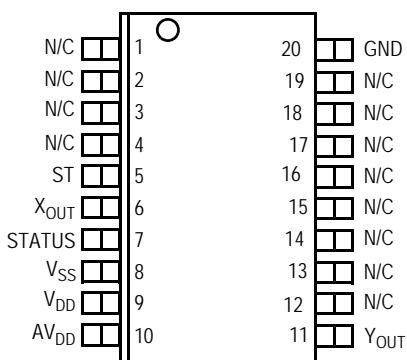 N/C 1 20 GND
N/C 2 19 N/C
N/C 3 18 N/C
N/C 4 17 N/C
ST 5 16 N/C
XOUT 6 15 N/C
STATUS 7 14 N/C
VSS 8 13 N/C
VDD 9 12 N/C
AVDD 10 11 YOUT